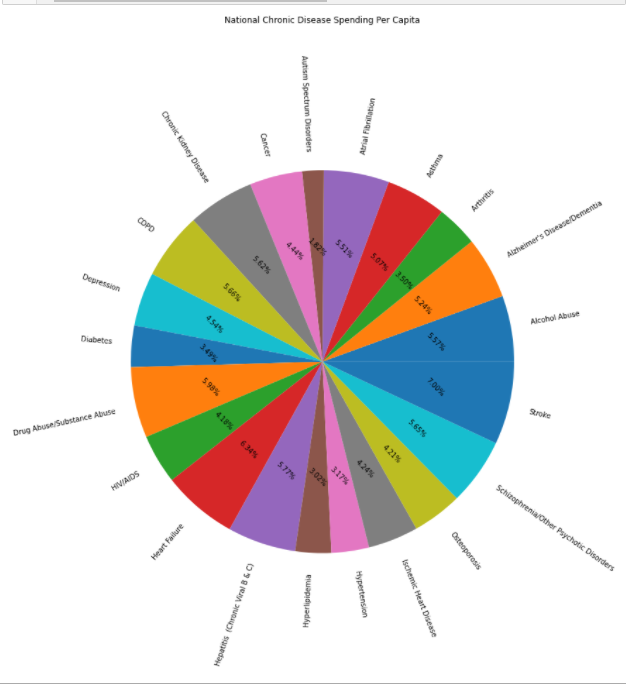 National Chronic Disease Spending Per Capita
Autism Spectrum Disorders
Atrial Fibrillation
Cancer
Asthma
Chronic Kidney Disease
Arthritis
Alzheimer's Disease/Dementia
COPD
Depression
Alcohol Abuse
Diabetes
Stroke
Drug Abuse/Substance Abuse
HIV/AIDS
Schizophrenia/Other Psychotic Disorders
Heart Failure
Osteoporosis
Hepatitis (Chronic Viral B & C)
Hyperlipidemia
Hypertension
Ischemic Heart Disease
1.82%
5.51%
4.44%
5.07%
5.62%
3.50%
5.66%
5.24%
4.54%
5.57%
3.49%
7.00%
5.98%
4.18%
5.65%
6.34%
4.21%
5.77%
3.02%
3.17%
4.24%